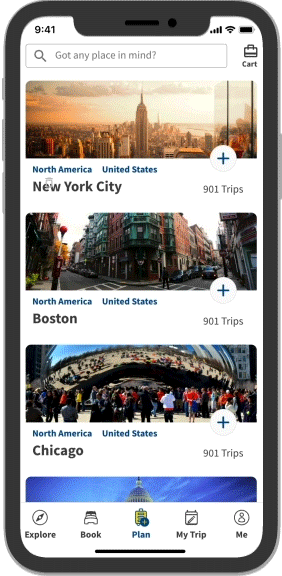 9:41
Got any place in mind?
Cart
North America United States
New York City
901 Trips
North America United States
Boston
901 Trips
North America United States
Chicago
901 Trips
Explore Book Plan My Trip Me